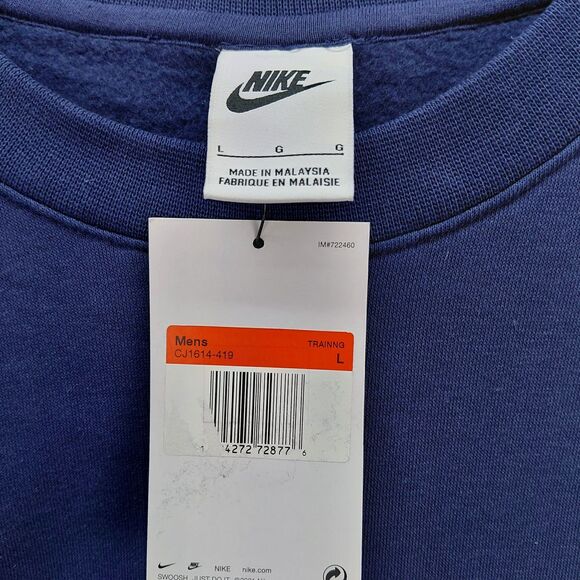 NIKE
L G G
MADE IN MALAYSIA
FABRIQUE EN MALAISIE
IM#722460
Mens TRAINNG
CJ1614-419 L
1 4272 72877 6
NIKE nike.com
SWOOSH JUST DO IT